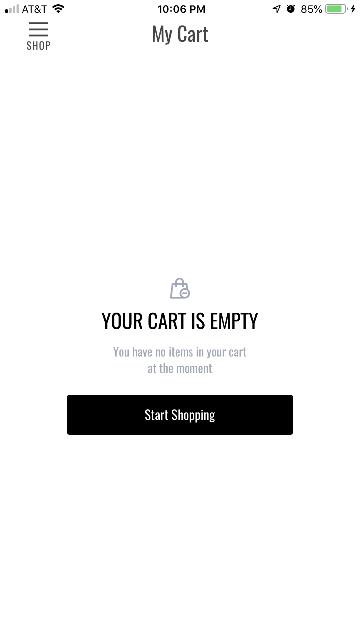 AT&T 10:06 PM 85%
My Cart
SHOP
YOUR CART IS EMPTY
You have no items in your cart
at the moment
Start Shopping